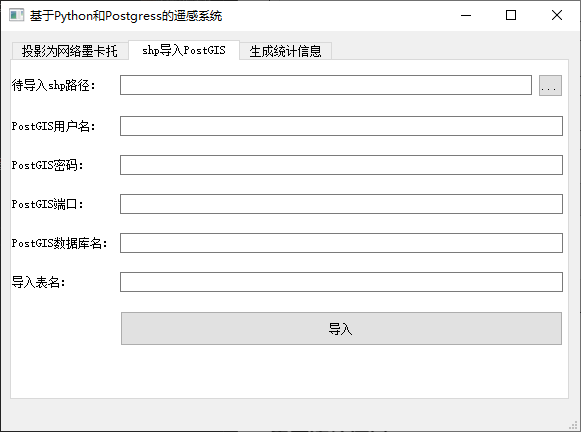 基于Python和Postgress的遥感系统
投影为网络墨卡托 shp导入PostGIS 生成统计信息
待导入shp路径： ...
PostGIS用户名：
PostGIS密码：
PostGIS端口：
PostGIS数据库名：
导入表名：
导入